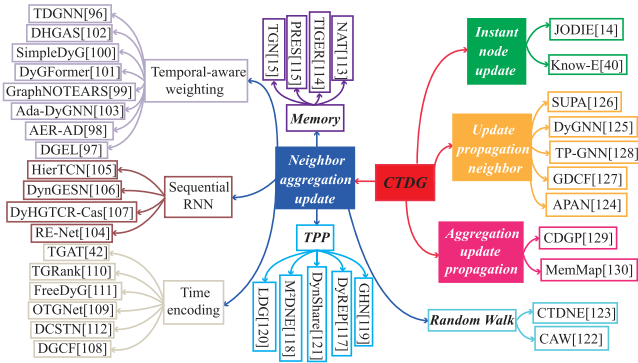 TDGNN[96]
DHGAS[102]
SimpleDyG[100]
DyGFormer[101]
GraphNOTEARS[99]
Ada-DyGNN[103]
AER-AD[98]
DGEL[97]
Temporal-aware
weighting
HierTCN[105]
DynGESN[106]
DyHGTCR-Cas[107]
RE-Net[104]
Sequential
RNN
TGAT[42]
TGRank[110]
FreeDyG[111]
OTGNet[109]
DCSTN[112]
DGCF[108]
Time
encoding
TGN[15]
PRES[115]
TIGER[114]
NAT[113]
Memory
Neighbor
aggregation
update
TPP
LDG[120]
M²DNE[118]
DynShare[121]
DyREP[117]
GHN[119]
CTDG
Instant
node
update
JODIE[14]
Know-E[40]
Update
propagation
neighbor
SUPA[126]
DyGNN[125]
TP-GNN[128]
GDCF[127]
APAN[124]
Aggregation
update
propagation
CDGP[129]
MemMap[130]
Random Walk
CTDNE[123]
CAW[122]